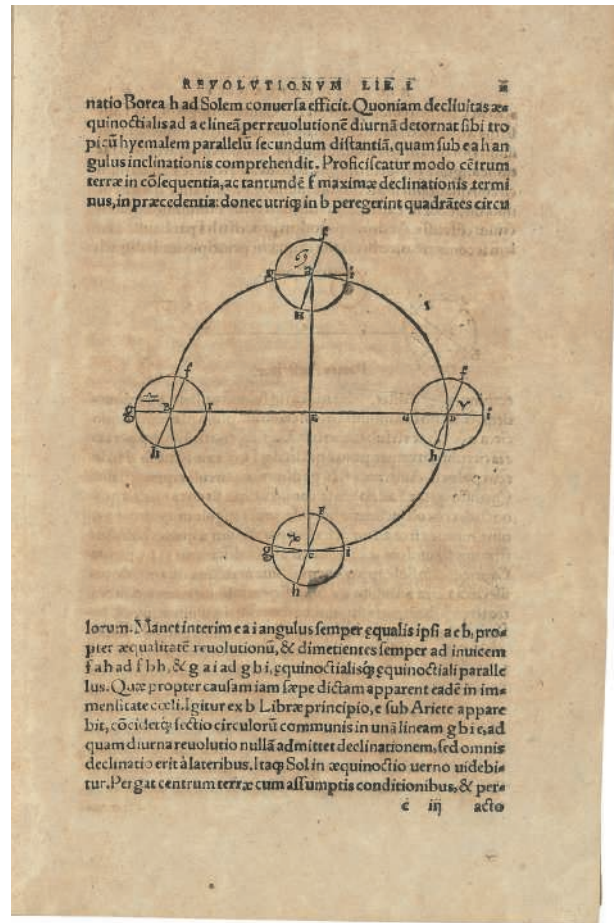 REVOLVTIONVM LIB. I.
natio Borea h ad Solem conuersa efficit. Quoniam decliuitas æ⸗
quinoctialis ad a e lineã per reuolutionẽ diurnã detornat sibi tro
picũ hyemalem parallelũ secundum distantiã, quam sub e a h an
gulus inclinationis comprehendit. Proficiscatur modo cẽtrum
terræ in cõsequentia, ac tantundẽ f maximæ declinationis termi
nus, in præcedentia: donec utriq; in b peregerint quadrãtes circu
f
g a i
f f
g B r a D i
h h
f
g c i
h
lorum. Manet interim e a i angulus semper ęqualis ipsi a e b, pro⸗
pter æqualitatẽ reuolutionũ, & dimetientes semper ad inuicem
f a h ad f b h, & g a i ad g b i, ęquinoctialisq; ęquinoctiali paralle
lus. Quæ propter causam iam sæpe dictam apparent eadẽ in im⸗
mensitate cœli. Igitur ex b Libræ principio, e sub Ariete appare
bit, cõcidetq; sectio circulorũ communis in unã lineam g b i e, ad
quam diurna reuolutio nullã admittet declinationem, sed omnis
declinatio erit à lateribus. Itaq; Sol in æquinoctio uerno uidebi⸗
tur. Pergat centrum terræ cum assumptis conditionibus, & per⸗
c iij acto